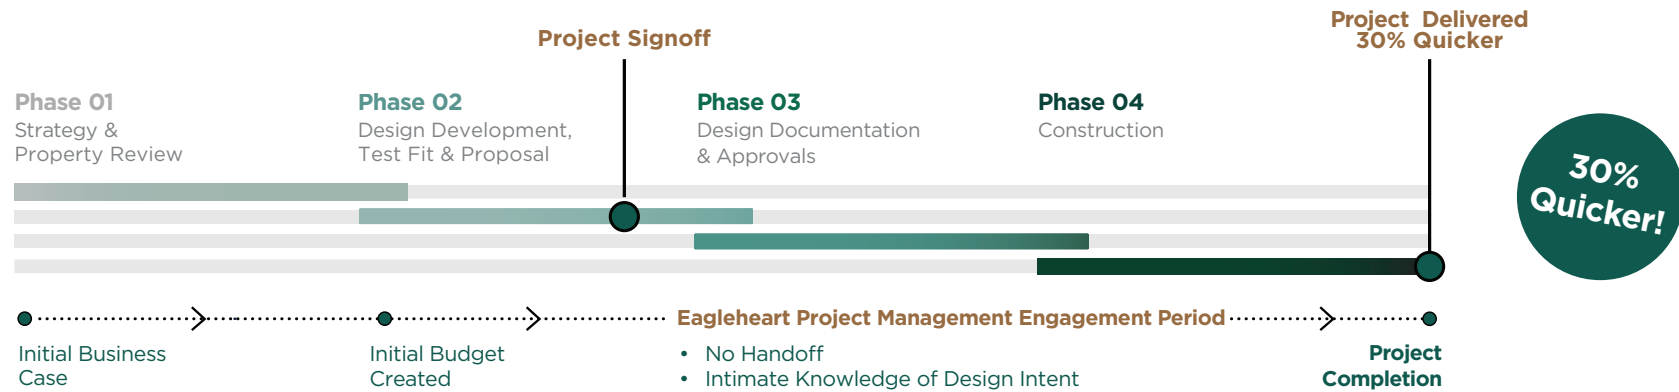 Project Signoff
Project Delivered
30% Quicker
Phase 01
Strategy &
Property Review
Phase 02
Design Development,
Test Fit & Proposal
Phase 03
Design Documentation
& Approvals
Phase 04
Construction
30%
Quicker!
Eagleheart Project Management Engagement Period
Initial Business
Case
Initial Budget
Created
• No Handoff
• Intimate Knowledge of Design Intent
Project
Completion